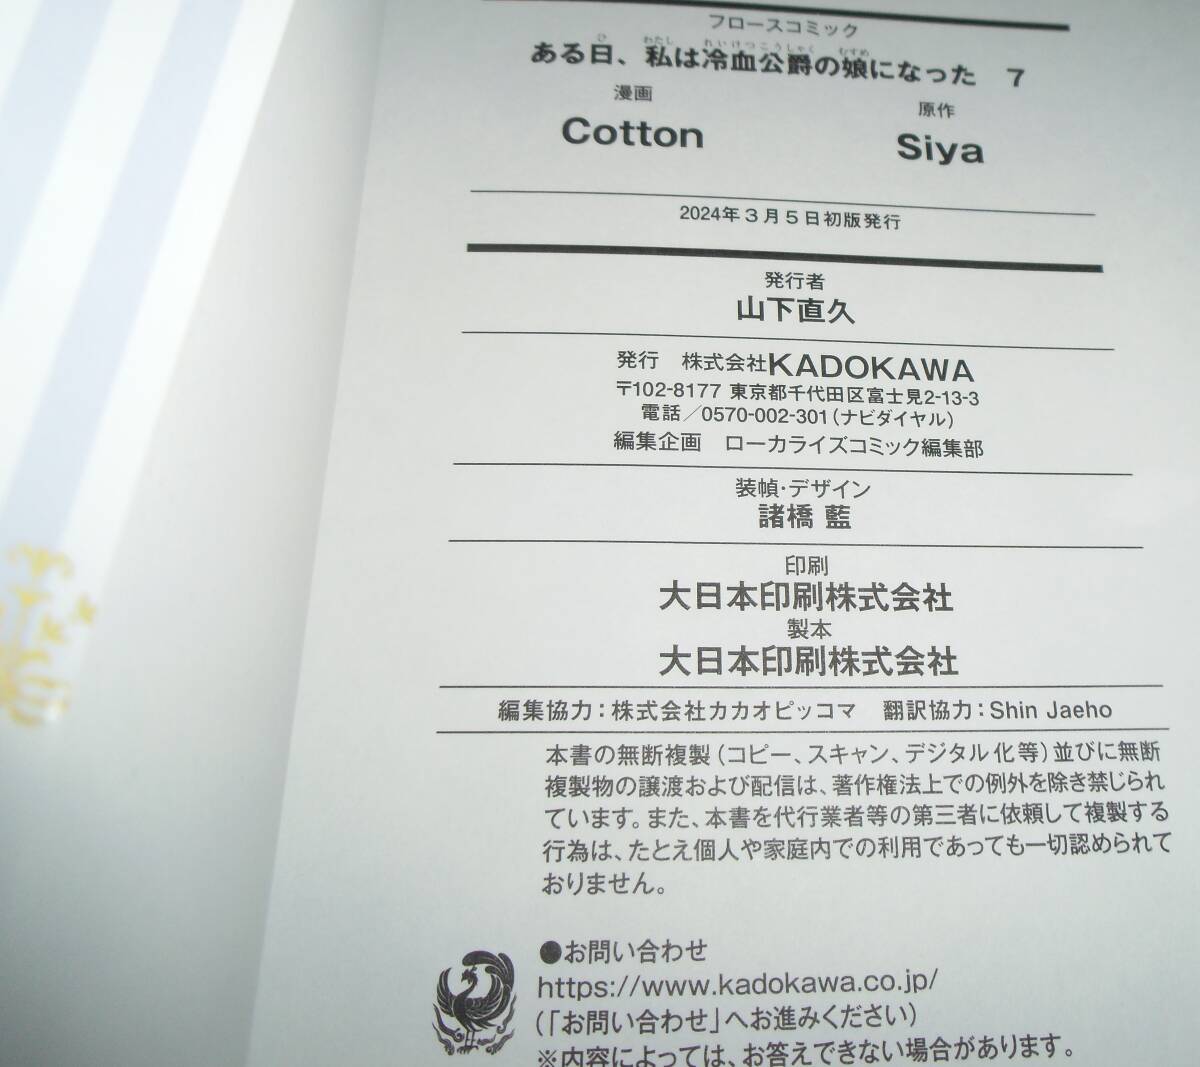 フロースコミック
ある日、私は冷血公爵の娘になった 7
漫画 原作
Cotton Siya
2024年3月5日初版発行
発行者
山下直久
発行 株式会社KADOKAWA
〒102-8177 東京都千代田区富士見2-13-3
電話／0570-002-301（ナビダイヤル）
編集企画 ローカライズコミック編集部
装幀・デザイン
諸橋 藍
印刷
大日本印刷株式会社
製本
大日本印刷株式会社
編集協力：株式会社カカオピッコマ 翻訳協力：Shin Jaeho
本書の無断複製（コピー、スキャン、デジタル化等）並びに無断
複製物の譲渡および配信は、著作権法上での例外を除き禁じられ
ています。また、本書を代行業者等の第三者に依頼して複製する
行為は、たとえ個人や家庭内での利用であっても一切認められて
おりません。
●お問い合わせ
https://www.kadokawa.co.jp/
（「お問い合わせ」へお進みください）
※内容によっては、お答えできない場合があります。